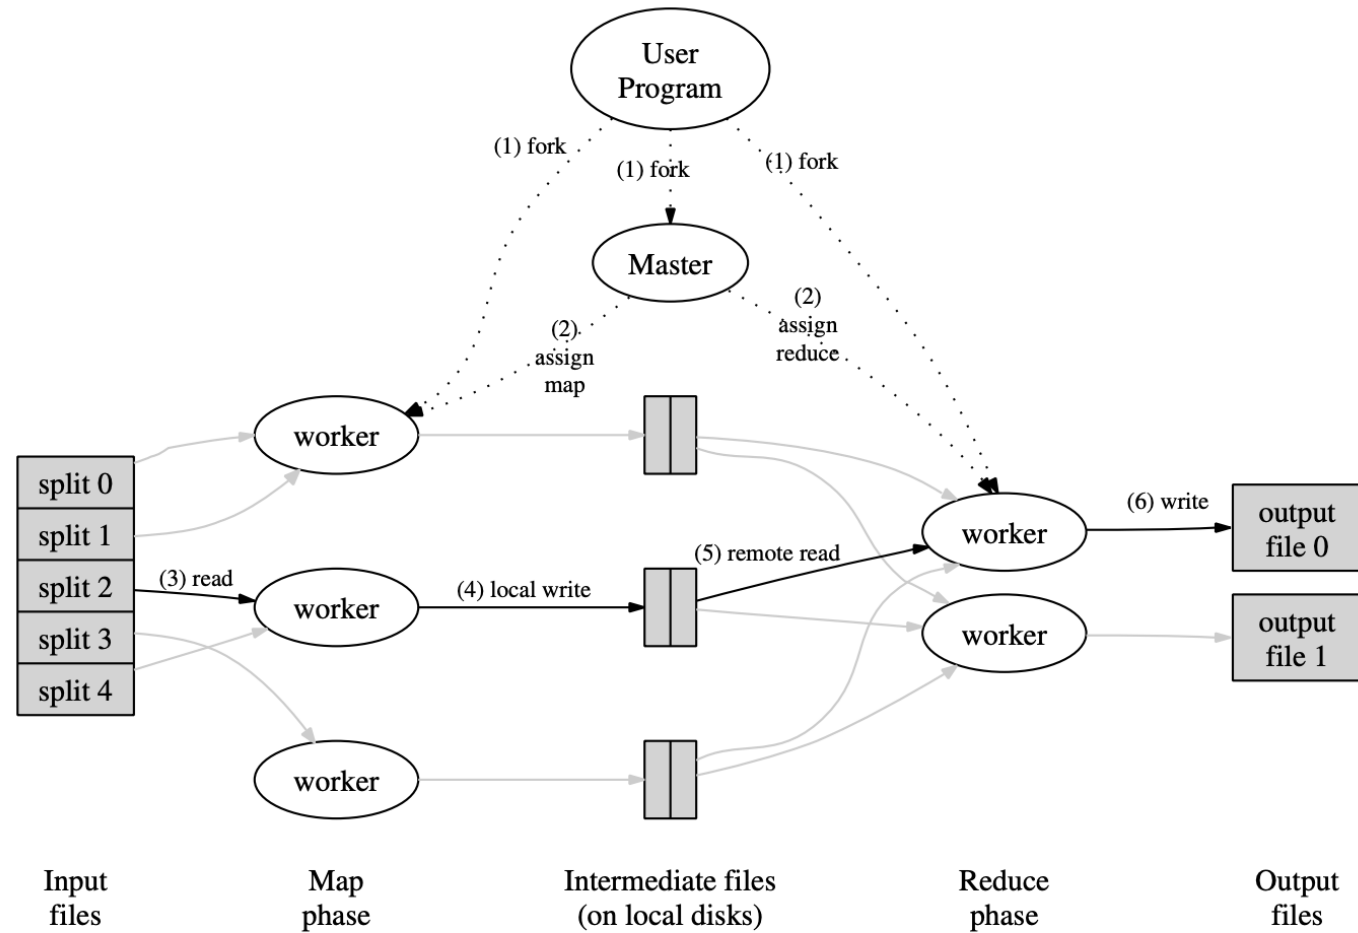 User
Program
(1) fork
(1) fork
(1) fork
Master
(2)
assign
map
(2)
assign
reduce
split 0
split 1
split 2
split 3
split 4
(3) read
worker
worker
worker
(4) local write
(5) remote read
worker
worker
(6) write
output
file 0
output
file 1
Input
files
Map
phase
Intermediate files
(on local disks)
Reduce
phase
Output
files